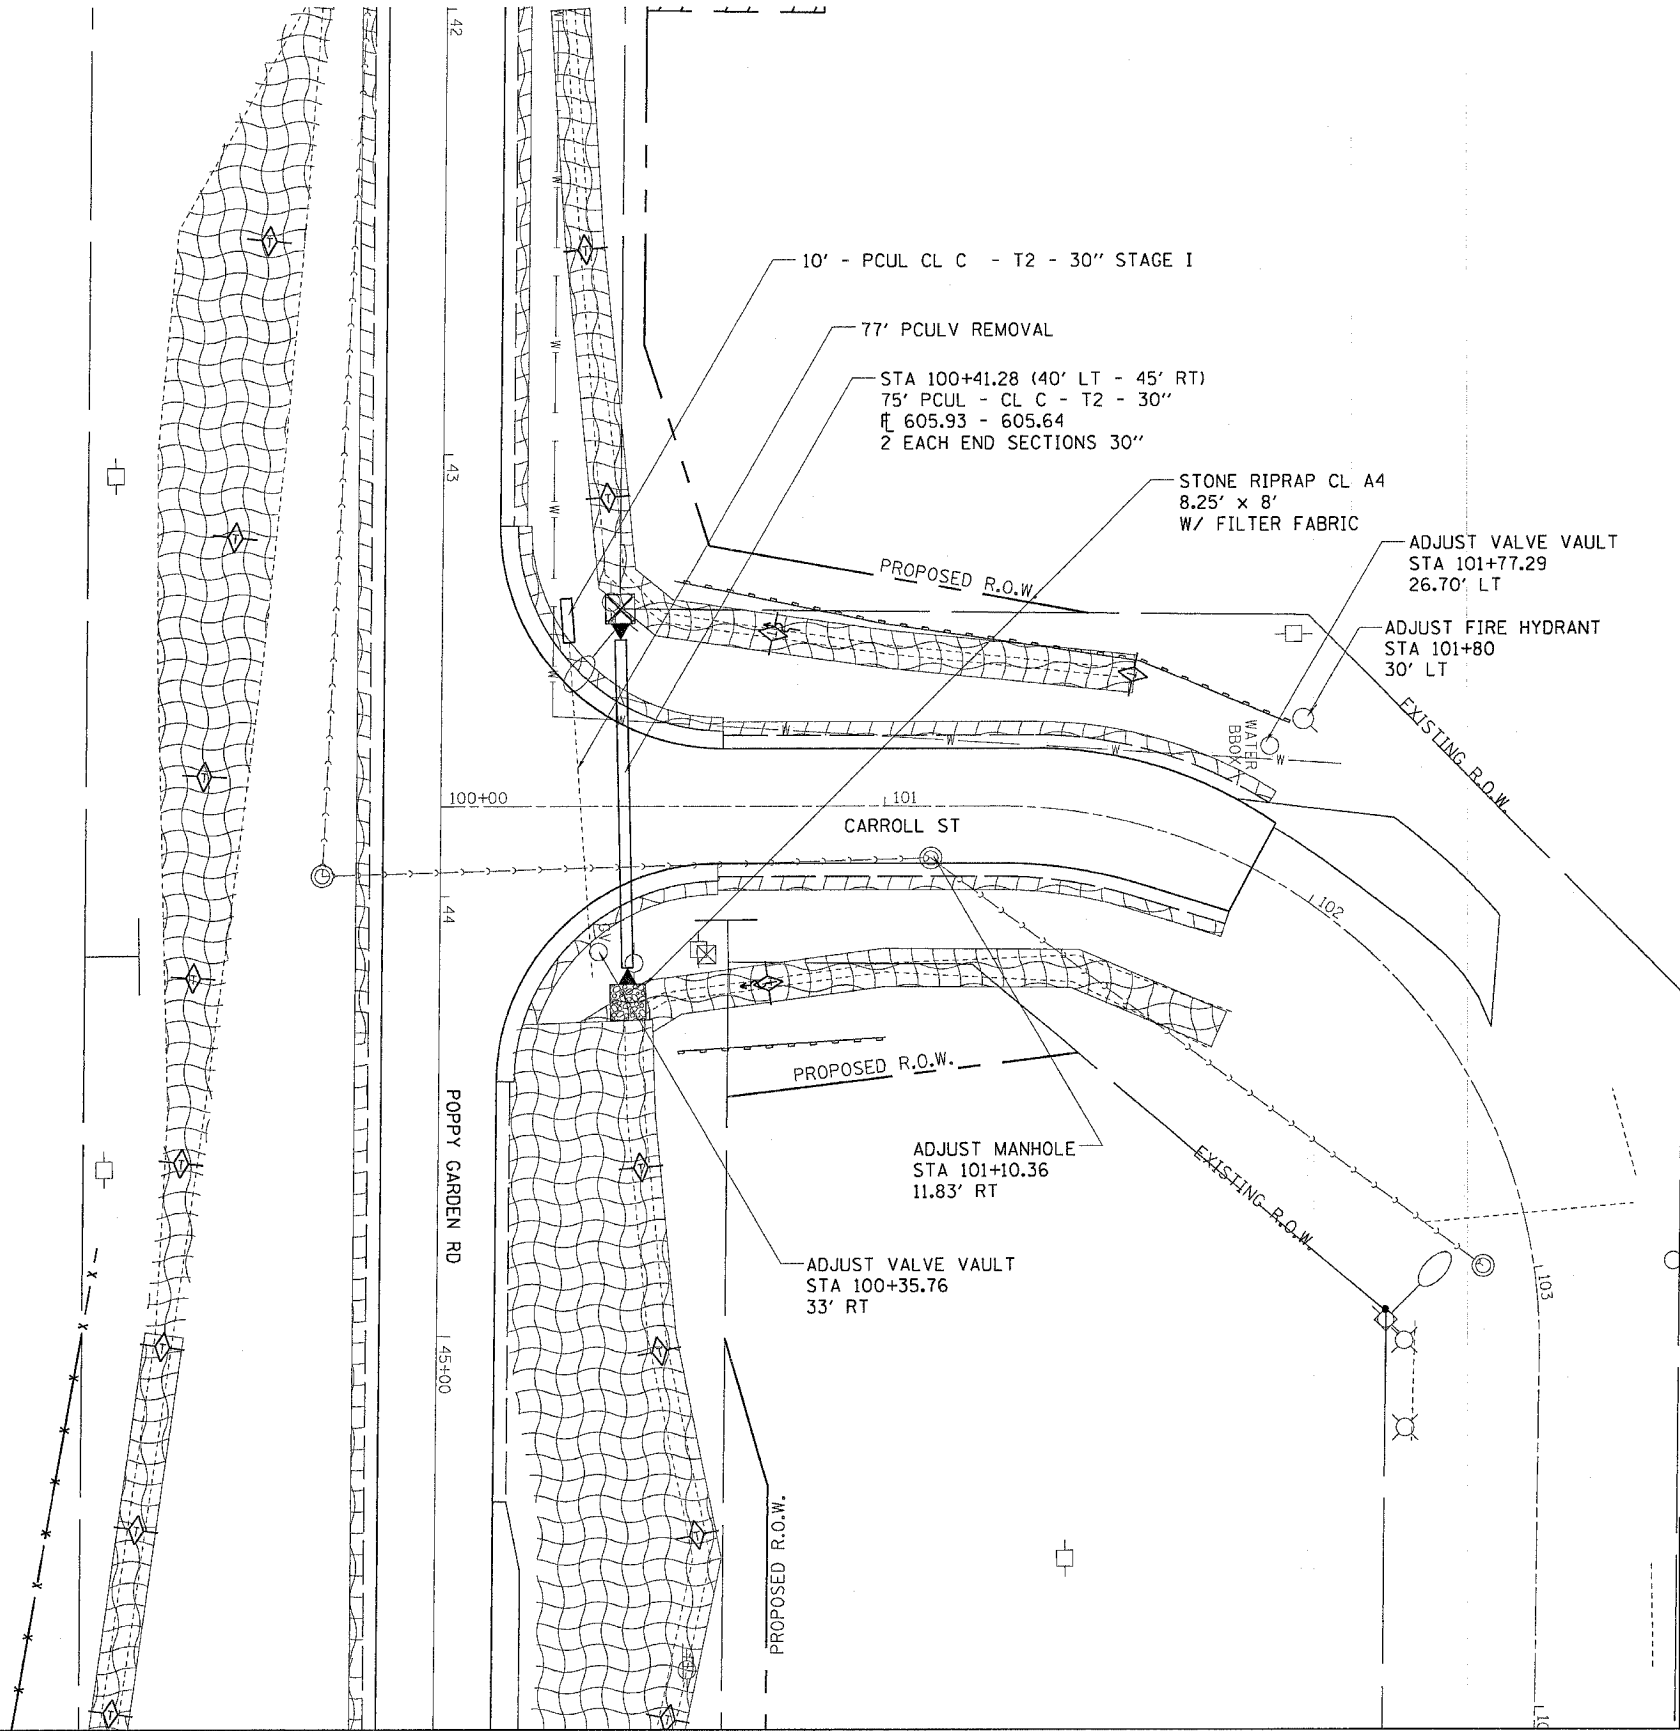 42
10' - PCUL CL C - T2 - 30" STAGE I
77' PCULV REMOVAL
STA 100+41.28 (40' LT - 45' RT)
75' PCUL - CL C - T2 - 30"
FL 605.93 - 605.64
2 EACH END SECTIONS 30"
43
STONE RIPRAP CL A4
8.25' x 8'
W/ FILTER FABRIC
ADJUST VALVE VAULT
STA 101+77.29
26.70' LT
PROPOSED R.O.W.
ADJUST FIRE HYDRANT
STA 101+80
30' LT
EXISTING R.O.W.
WATER
BBOX
100+00
101
CARROLL ST
102
44
PROPOSED R.O.W.
POPPY GARDEN RD
ADJUST MANHOLE
STA 101+10.36
11.83' RT
EXISTING R.O.W.
ADJUST VALVE VAULT
STA 100+35.76
33' RT
103
45+00
PROPOSED R.O.W.